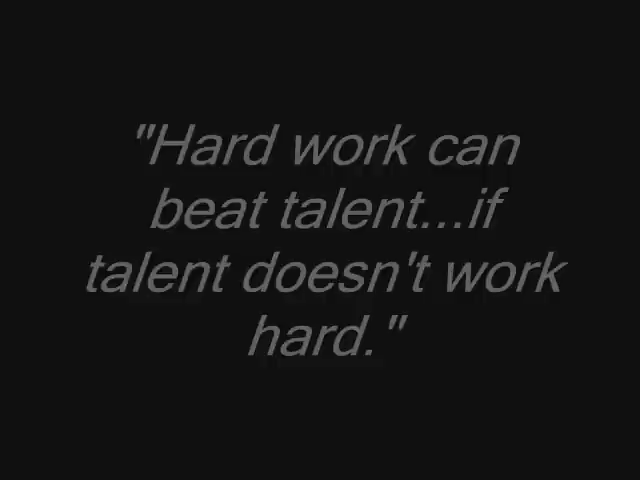 "Hard work can
beat talent...if
talent doesn't work
hard."